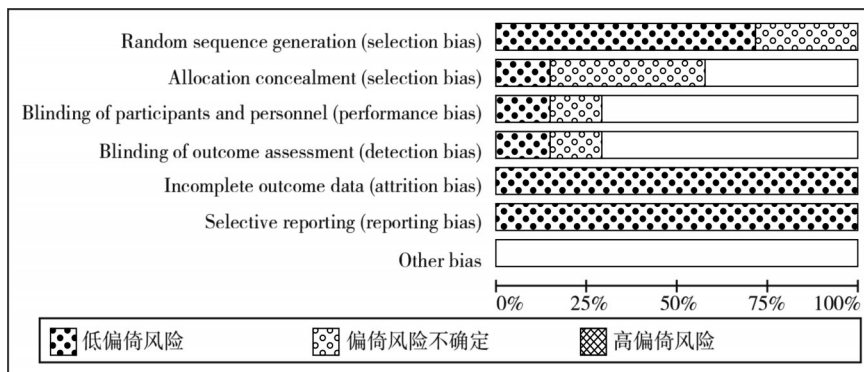 Random sequence generation (selection bias)
Allocation concealment (selection bias)
Blinding of participants and personnel (performance bias)
Blinding of outcome assessment (detection bias)
Incomplete outcome data (attrition bias)
Selective reporting (reporting bias)
Other bias
0% 25% 50% 75% 100%
低偏倚风险 偏倚风险不确定 高偏倚风险